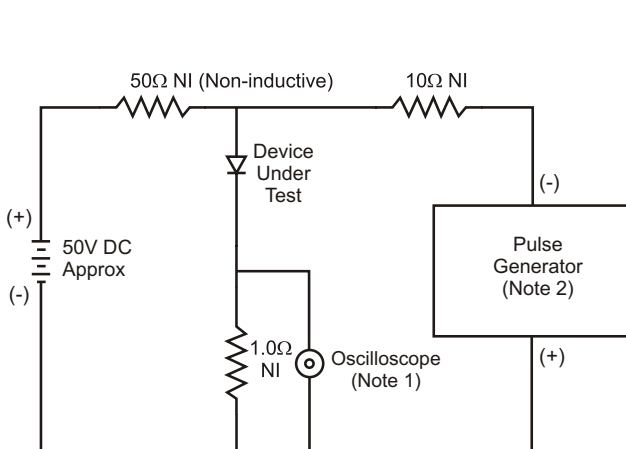 50Ω NI (Non-inductive)
10Ω NI
Device
Under
Test
(-)
(+)
50V DC
Approx
(-)
Pulse
Generator
(Note 2)
1.0Ω
NI
Oscilloscope
(Note 1)
(+)